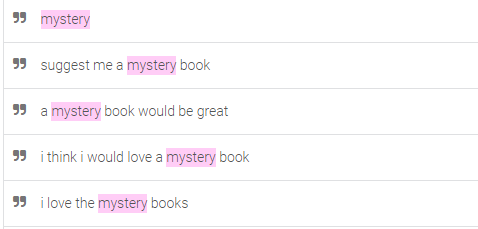 mystery
suggest me a mystery book
a mystery book would be great
i think i would love a mystery book
i love the mystery books